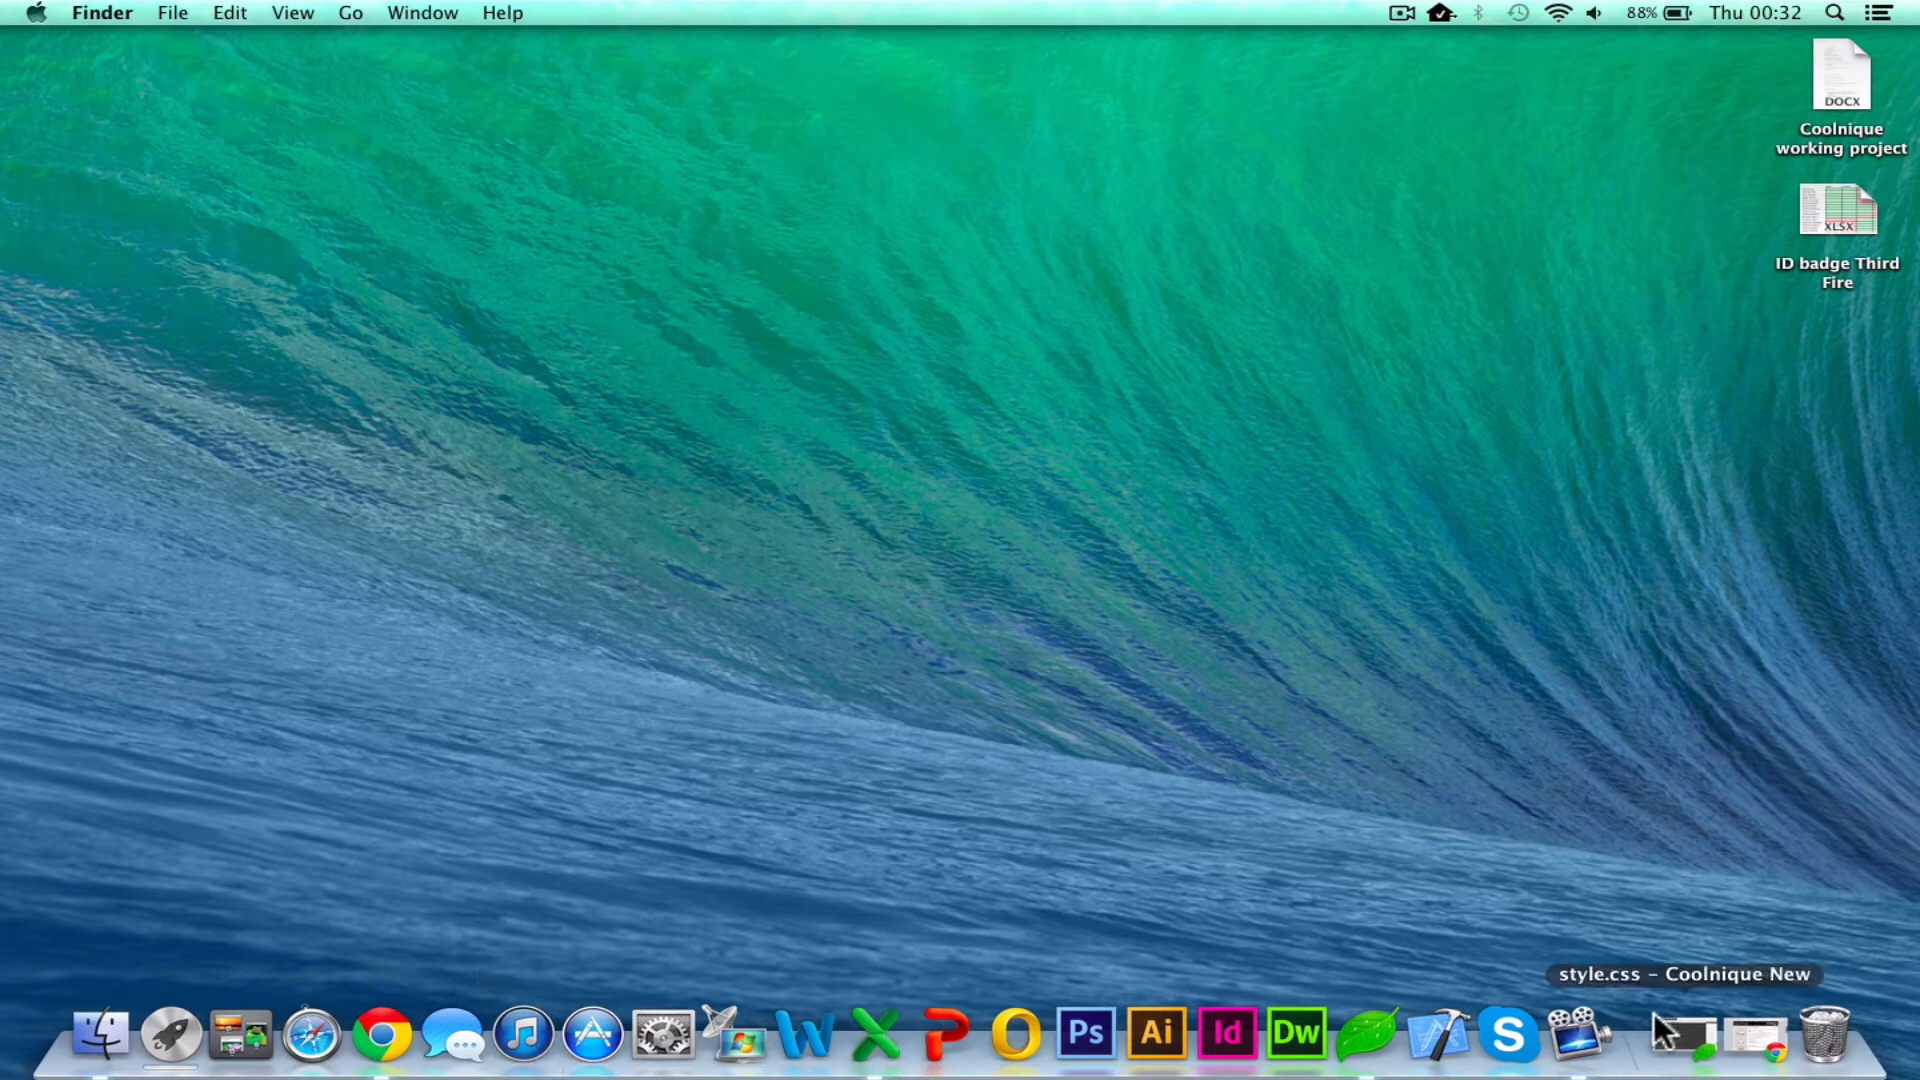 Finder File Edit View Go Window Help 88% Thu 00:32
DOCX
Coolnique
working project
XLSX
ID badge Third
Fire
style.css – Coolnique New
W X P O Ps Ai Id Dw S